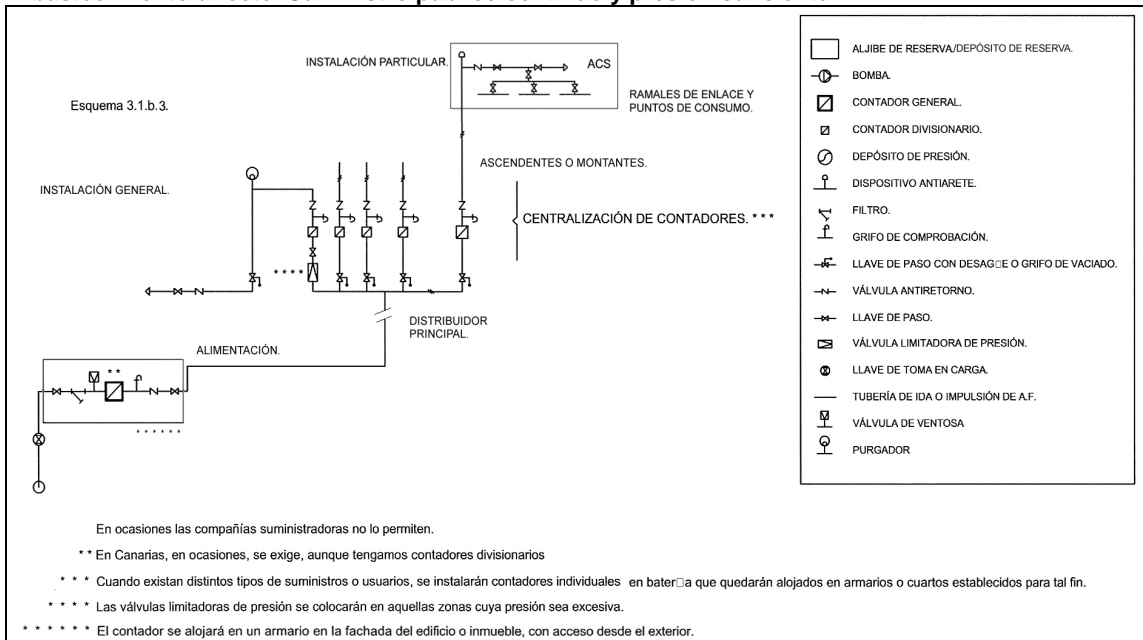 INSTALACIÓN PARTICULAR.
ACS
RAMALES DE ENLACE Y
PUNTOS DE CONSUMO.
Esquema 3.1.b.3.
ASCENDENTES O MONTANTES.
INSTALACIÓN GENERAL.
CENTRALIZACIÓN DE CONTADORES. * * *
* * * *
DISTRIBUIDOR
PRINCIPAL.
ALIMENTACIÓN.
* *
* * * * * *
ALJIBE DE RESERVA/DEPÓSITO DE RESERVA.
BOMBA.
CONTADOR GENERAL.
CONTADOR DIVISIONARIO.
DEPÓSITO DE PRESIÓN.
DISPOSITIVO ANTIARETE.
FILTRO.
GRIFO DE COMPROBACIÓN.
LLAVE DE PASO CON DESAG□E O GRIFO DE VACIADO.
VÁLVULA ANTIRETORNO.
LLAVE DE PASO.
VÁLVULA LIMITADORA DE PRESIÓN.
LLAVE DE TOMA EN CARGA.
TUBERÍA DE IDA O IMPULSIÓN DE A.F.
VÁLVULA DE VENTOSA
PURGADOR
En ocasiones las compañías suministradoras no lo permiten.
* * En Canarias, en ocasiones, se exige, aunque tengamos contadores divisionarios
* * * Cuando existan distintos tipos de suministros o usuarios, se instalarán contadores individuales en bater□a que quedarán alojados en armarios o cuartos establecidos para tal fin.
* * * * Las válvulas limitadoras de presión se colocarán en aquellas zonas cuya presión sea excesiva.
* * * * * * El contador se alojará en un armario en la fachada del edificio o inmueble, con acceso desde el exterior.